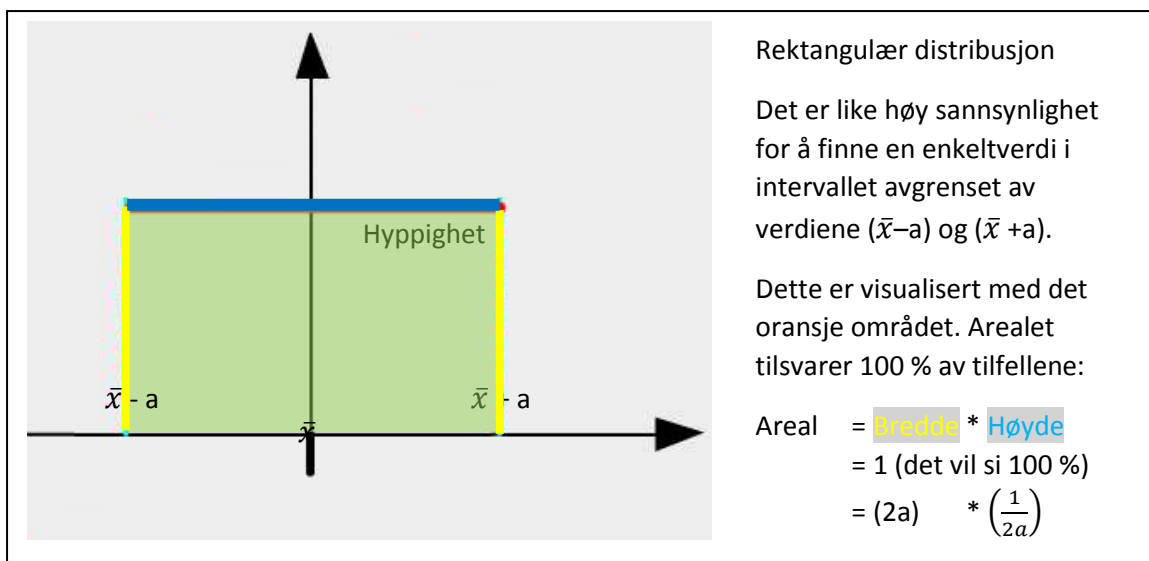 Rektangulær distribusjon
Det er like høy sannsynlighet
for å finne en enkeltverdi i
intervallet avgrenset av
verdiene (x̄–a) og (x̄ +a).
Dette er visualisert med det
oransje området. Arealet
tilsvarer 100 % av tilfellene:
Areal = Bredde * Høyde
= 1 (det vil si 100 %)
= (2a) * (1/2a)
Hyppighet
x̄ - a
x̄ - a
x̄